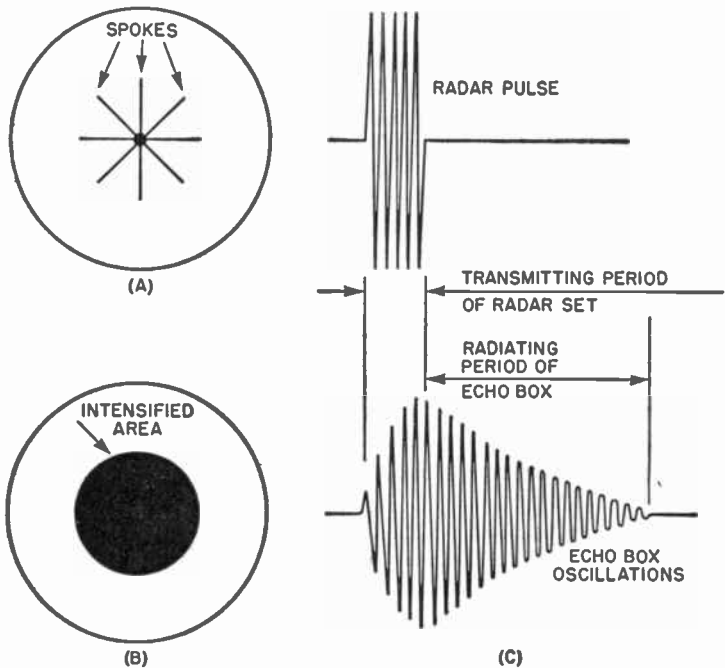 SPOKES
(A)
RADAR PULSE
TRANSMITTING PERIOD
OF RADAR SET
RADIATING
PERIOD OF
ECHO BOX
INTENSIFIED
AREA
(B)
ECHO BOX
OSCILLATIONS
(C)